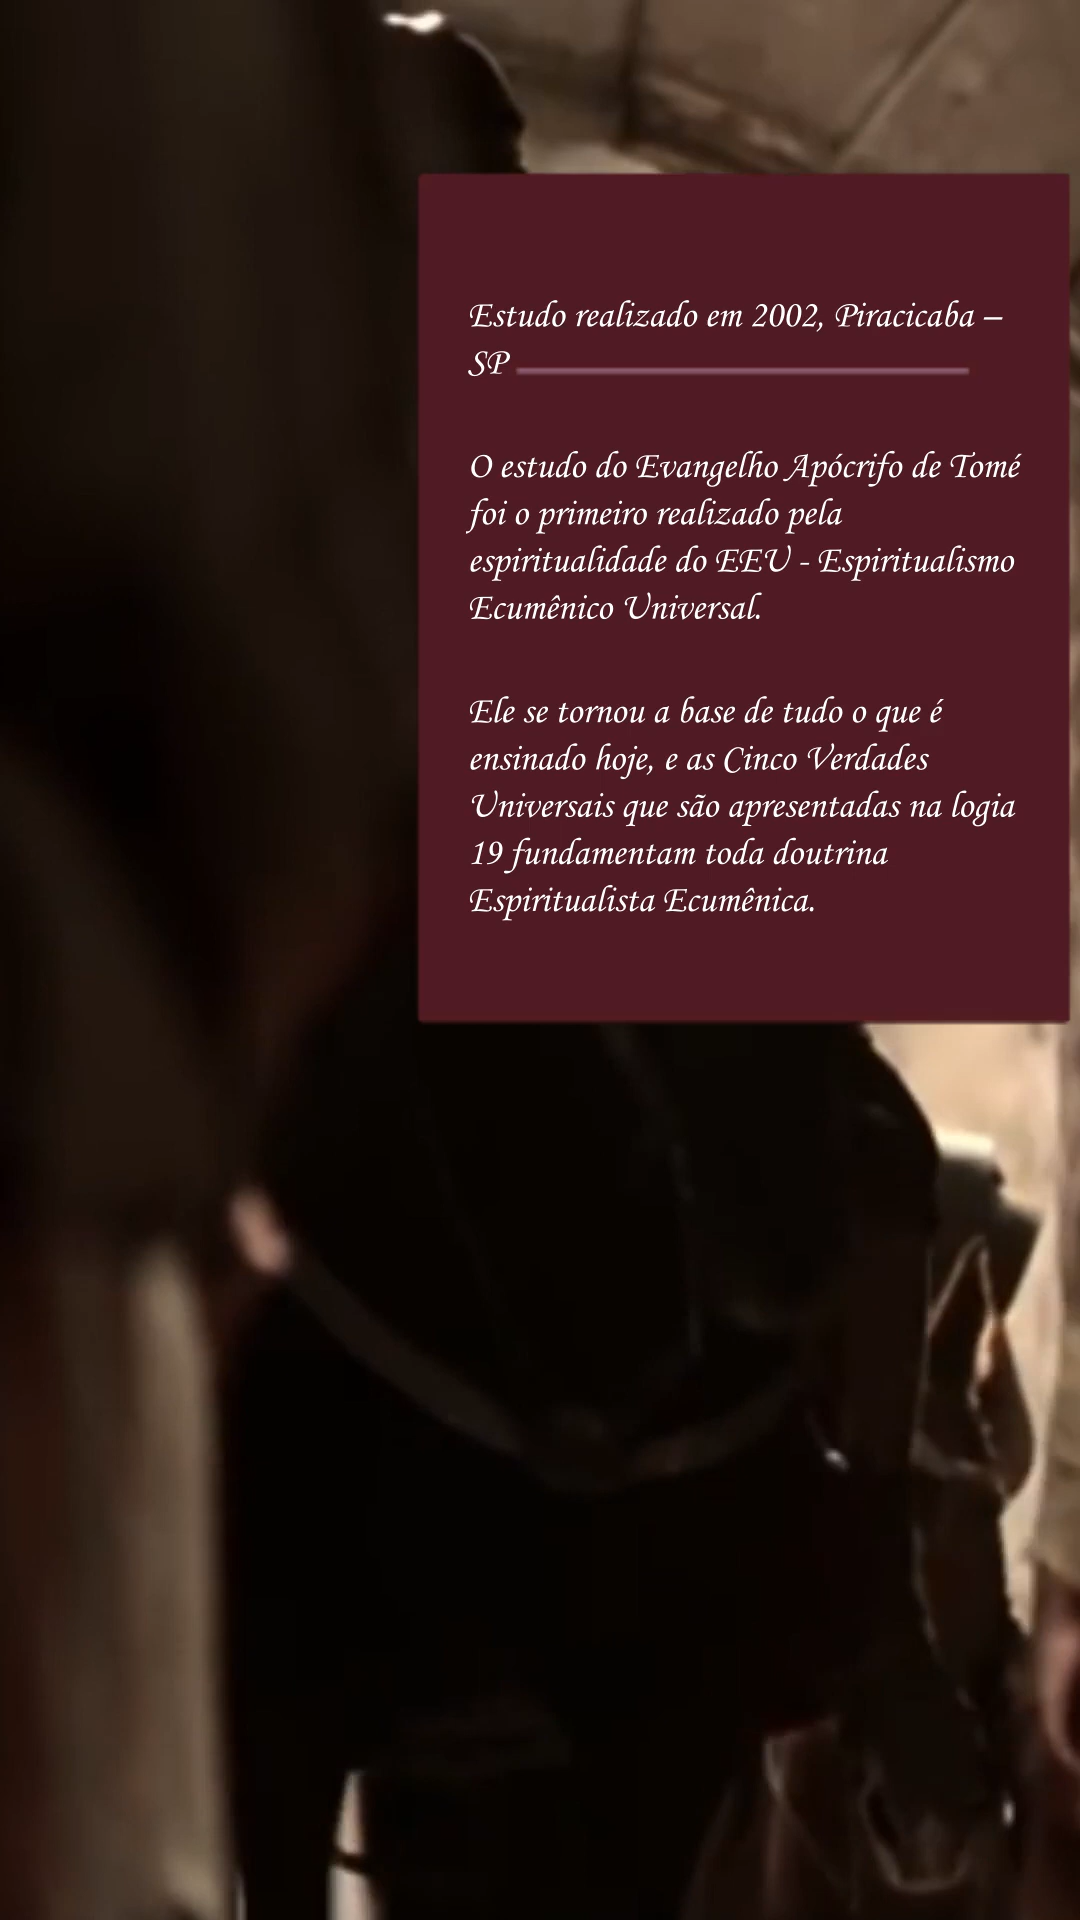 Estudo realizado em 2002, Piracicaba –
SP
O estudo do Evangelho Apócrifo de Tomé
foi o primeiro realizado pela
espiritualidade do EEU - Espiritualismo
Ecumênico Universal.
Ele se tornou a base de tudo o que é
ensinado hoje, e as Cinco Verdades
Universais que são apresentadas na logia
19 fundamentam toda doutrina
Espiritualista Ecumênica.